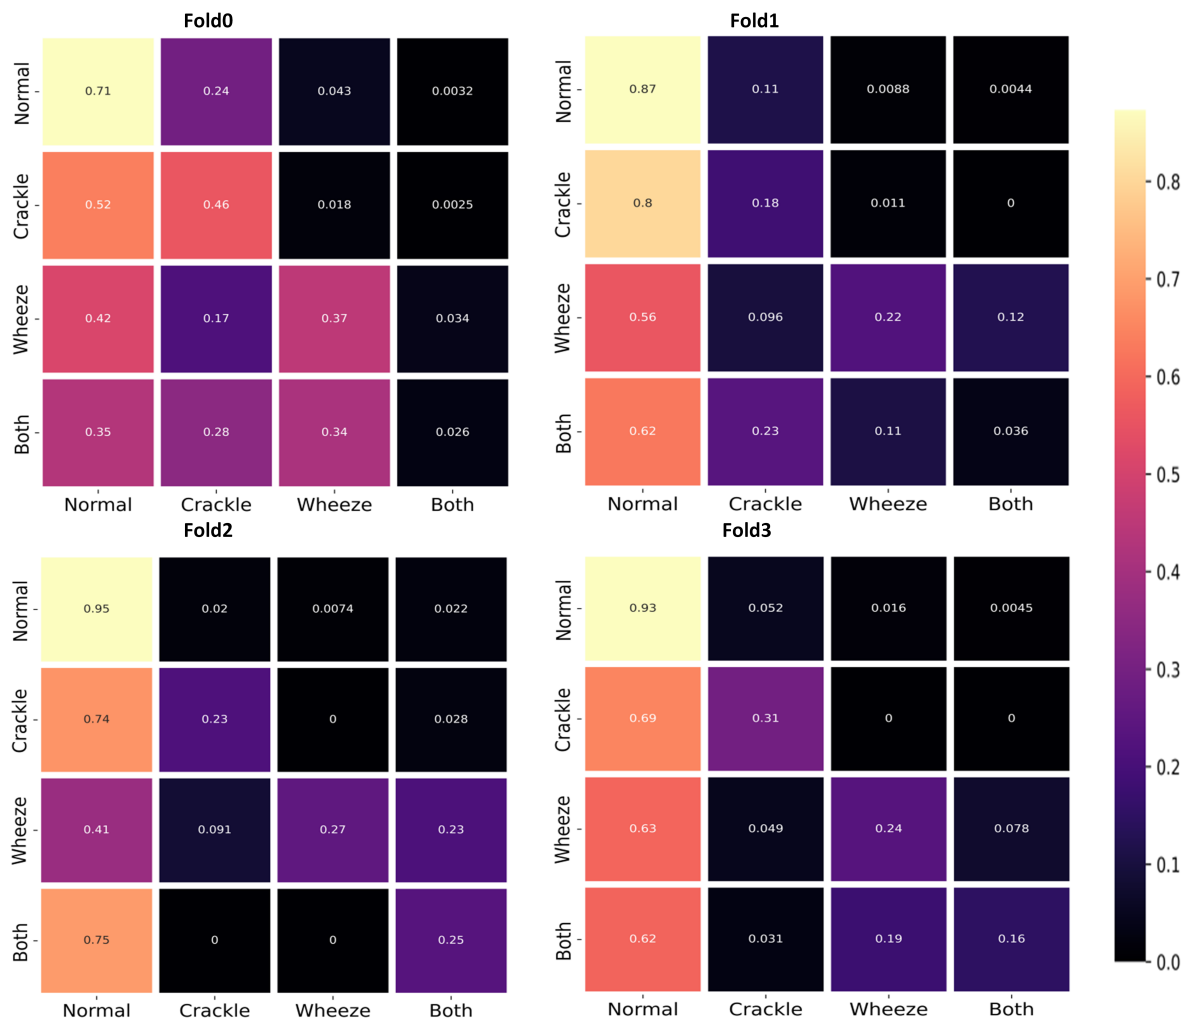 Fold0
Normal 0.71 0.24 0.043 0.0032
Crackle 0.52 0.46 0.018 0.0025
Wheeze 0.42 0.17 0.37 0.034
Both 0.35 0.28 0.34 0.026
Normal Crackle Wheeze Both
Fold1
Normal 0.87 0.11 0.0088 0.0044
Crackle 0.8 0.18 0.011 0
Wheeze 0.56 0.096 0.22 0.12
Both 0.62 0.23 0.11 0.036
Normal Crackle Wheeze Both
Fold2
Normal 0.95 0.02 0.0074 0.022
Crackle 0.74 0.23 0 0.028
Wheeze 0.41 0.091 0.27 0.23
Both 0.75 0 0 0.25
Normal Crackle Wheeze Both
Fold3
Normal 0.93 0.052 0.016 0.0045
Crackle 0.69 0.31 0 0
Wheeze 0.63 0.049 0.24 0.078
Both 0.62 0.031 0.19 0.16
Normal Crackle Wheeze Both
0.8
0.7
0.6
0.5
0.4
0.3
0.2
0.1
0.0